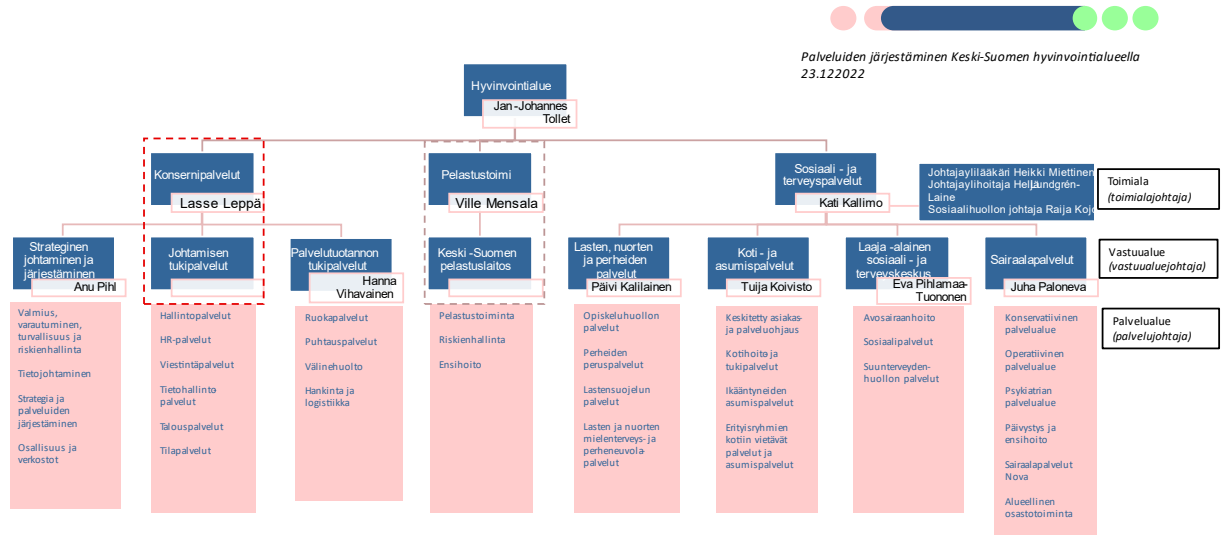 Palveluiden järjestäminen Keski-Suomen hyvinvointialueella
23.122022
Hyvinvointialue
Jan-Johannes
Tollet
Konsernipalvelut
Lasse Leppä
Pelastustoimi
Ville Mensala
Sosiaali - ja
terveyspalvelut
Kati Kallimo
Johtajaylilääkäri Heikki Miettinen
Johtajaylihoitaja Heljä
Lundgrén-
Laine
Sosiaalihuollon johtaja Raija Kojo
Toimiala
(toimialajohtaja)
Strateginen
johtaminen ja
järjestäminen
Anu Pihl
Johtamisen
tukipalvelut
Palvelutuotannon
tukipalvelut
Hanna
Vihavainen
Keski-Suomen
pelastuslaitos
Lasten, nuorten
ja perheiden
palvelut
Päivi Kalilainen
Koti - ja
asumispalvelut
Tuija Koivisto
Laaja -alainen
sosiaali - ja
terveyskeskus
Eva Pihlamaa-
Tuononen
Sairaalapalvelut
Juha Paloneva
Vastuualue
(vastuualuejohtaja)
Valmius,
varautuminen,
turvallisuus ja
riskienhallinta
Tietojohtaminen
Strategia ja
palveluiden
järjestäminen
Osallisuus ja
verkostot
Hallintopalvelut
HR-palvelut
Viestintäpalvelut
Tietohallinto
palvelut
Talouspalvelut
Tilapalvelut
Ruokapalvelut
Puhtauspalvelut
Välinehuolto
Hankinta ja
logistiikka
Pelastustoiminta
Riskienhallinta
Ensihoito
Opiskeluhuollon
palvelut
Perheiden
peruspalvelut
Lastensuojelun
palvelut
Lasten ja nuorten
mielenterveys- ja
perheneuvola-
palvelut
Keskitetty asiakas-
ja palveluohjaus
Kotihoito ja
tukipalvelut
Ikääntyneiden
asumispalvelut
Erityisryhmien
kotiin vietävät
palvelut ja
asumispalvelut
Avosairaanhoito
Sosiaalipalvelut
Suunterveyden-
huollon palvelut
Konservatiivinen
palvelualue
Operatiivinen
palvelualue
Psykiatrian
palvelualue
Päivystys ja
ensihoito
Sairaalapalvelut
Nova
Alueellinen
osastotoiminta
Palvelualue
(palvelujohtaja)